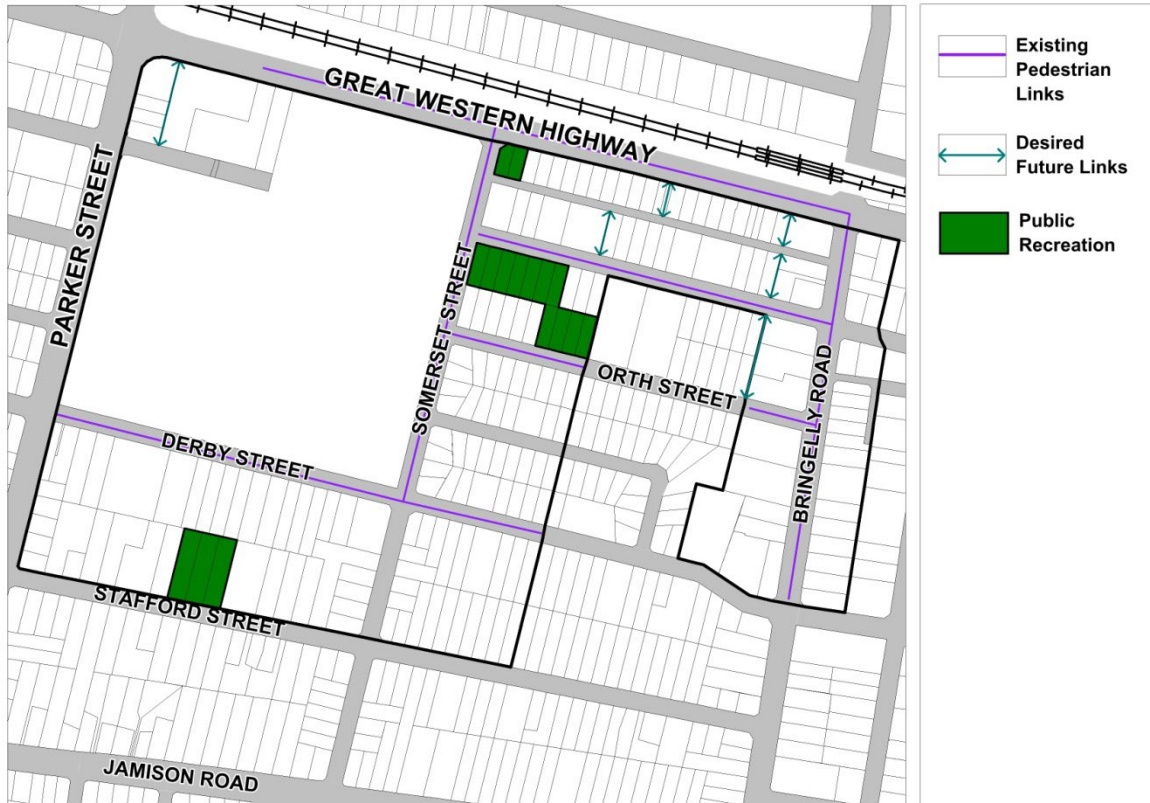 GREAT WESTERN HIGHWAY
PARKER STREET
SOMERSET STREET
ORTH STREET
BRINGELLY ROAD
DERBY STREET
STAFFORD STREET
JAMISON ROAD
Existing
Pedestrian
Links
Desired
Future Links
Public
Recreation